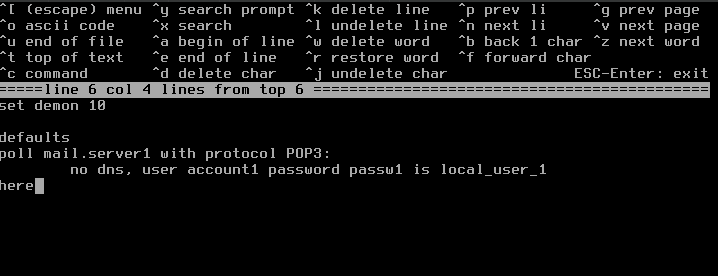 ^[ (escape) menu ^y search prompt ^k delete line ^p prev li ^g prev page
^o ascii code ^x search ^l undelete line ^n next li ^v next page
^u end of file ^a begin of line ^w delete word ^b back 1 char ^z next word
^t top of text ^e end of line ^r restore word ^f forward char
^c command ^d delete char ^j undelete char ESC-Enter: exit
=====line 6 col 4 lines from top 6 ============================================
set demon 10
defaults
poll mail.server1 with protocol POP3:
no dns, user account1 password passw1 is local_user_1
here